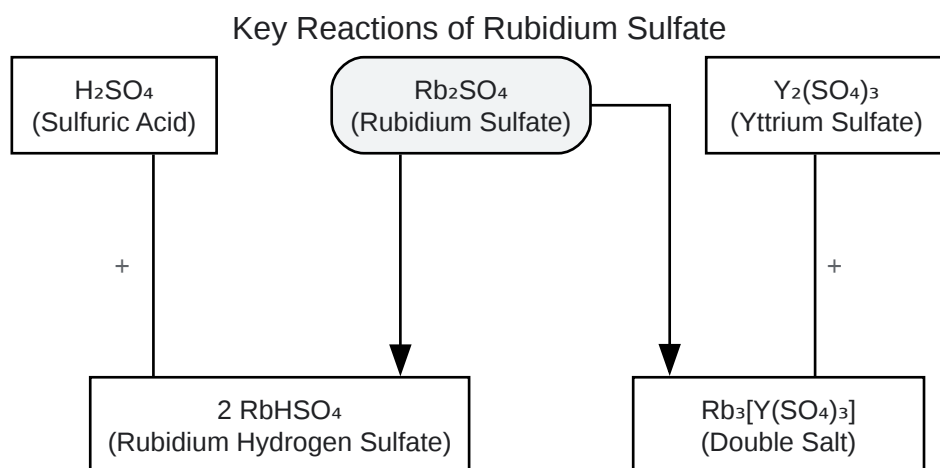 Key Reactions of Rubidium Sulfate
H₂SO₄
(Sulfuric Acid)
Rb₂SO₄
(Rubidium Sulfate)
Y₂(SO₄)₃
(Yttrium Sulfate)
+
+
2 RbHSO₄
(Rubidium Hydrogen Sulfate)
Rb₃[Y(SO₄)₃]
(Double Salt)